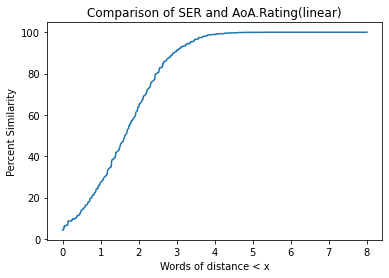 Comparison of SER and AoA.Rating(linear)
Percent Similarity
100
80
60
40
20
0
0 1 2 3 4 5 6 7 8
Words of distance < x